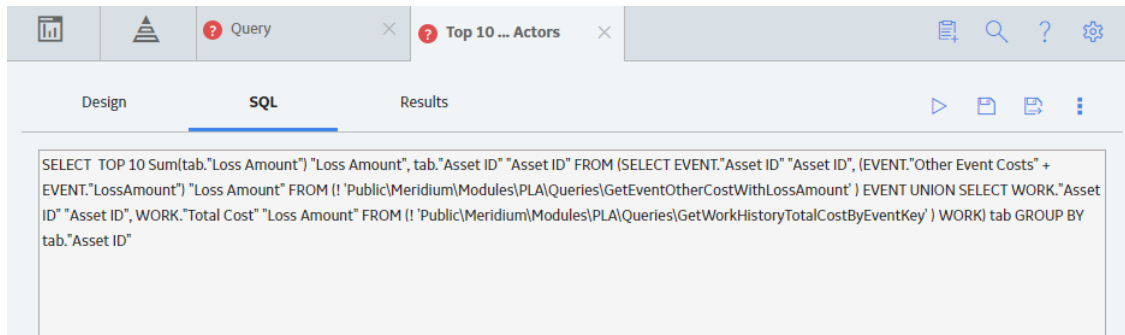 Query
Top 10 ... Actors
Design
SQL
Results
SELECT TOP 10 Sum(tab."Loss Amount") "Loss Amount", tab."Asset ID" "Asset ID" FROM (SELECT EVENT."Asset ID" "Asset ID", (EVENT."Other Event Costs" +
EVENT."LossAmount") "Loss Amount" FROM (! 'Public\Meridium\Modules\PLA\Queries\GetEventOtherCostWithLossAmount' ) EVENT UNION SELECT WORK."Asset
ID" "Asset ID", WORK."Total Cost" "Loss Amount" FROM (! 'Public\Meridium\Modules\PLA\Queries\GetWorkHistoryTotalCostByEventKey' ) WORK) tab GROUP BY
tab."Asset ID"